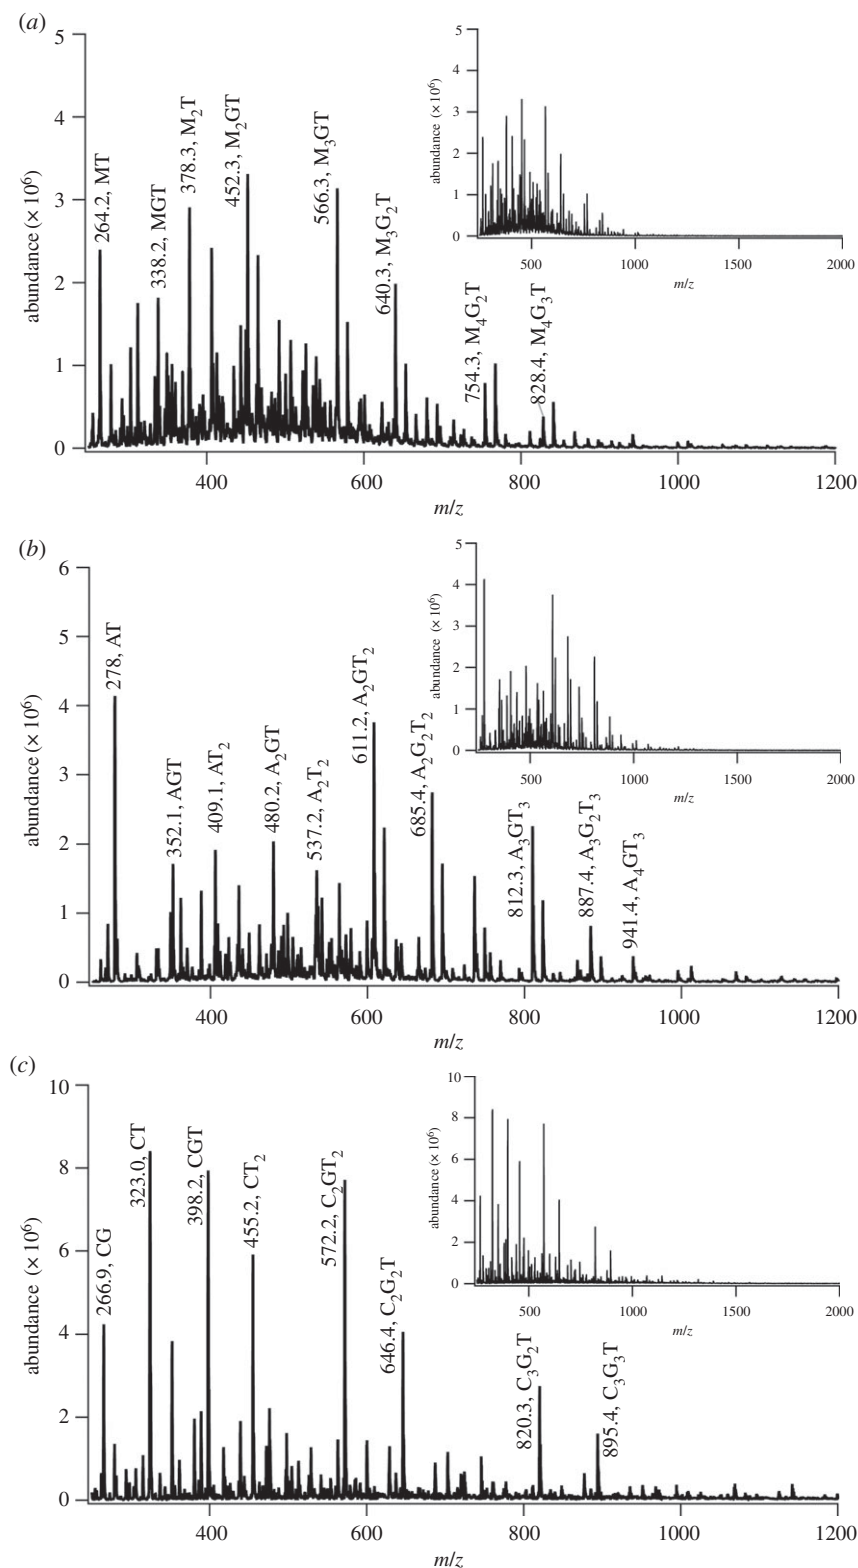 (a)
5
4
3
2
1
0
abundance (× 10⁶)
264.2, MT
338.2, MGT
378.3, M₂T
452.3, M₂GT
566.3, M₃GT
640.3, M₃G₂T
754.3, M₄G₂T
828.4, M₄G₃T
400 600 800 1000 1200
m/z
5
4
3
2
1
0
abundance (× 10⁶)
500 1000 1500 2000
m/z
(b)
6
5
4
3
2
1
0
abundance (× 10⁶)
278, AT
352.1, AGT
409.1, AT₂
480.2, A₂GT
537.2, A₂T₂
611.2, A₂GT₂
685.4, A₂G₂T₂
812.3, A₃GT₃
887.4, A₃G₂T₃
941.4, A₄GT₃
400 600 800 1000 1200
m/z
5
4
3
2
1
0
abundance (× 10⁶)
500 1000 1500 2000
m/z
(c)
10
8
6
4
2
0
abundance (× 10⁶)
266.9, CG
323.0, CT
398.2, CGT
455.2, CT₂
572.2, C₂GT₂
646.4, C₂G₂T
820.3, C₃G₂T
895.4, C₃G₃T
400 600 800 1000 1200
m/z
10
8
6
4
2
0
abundance (× 10⁶)
500 1000 1500 2000
m/z